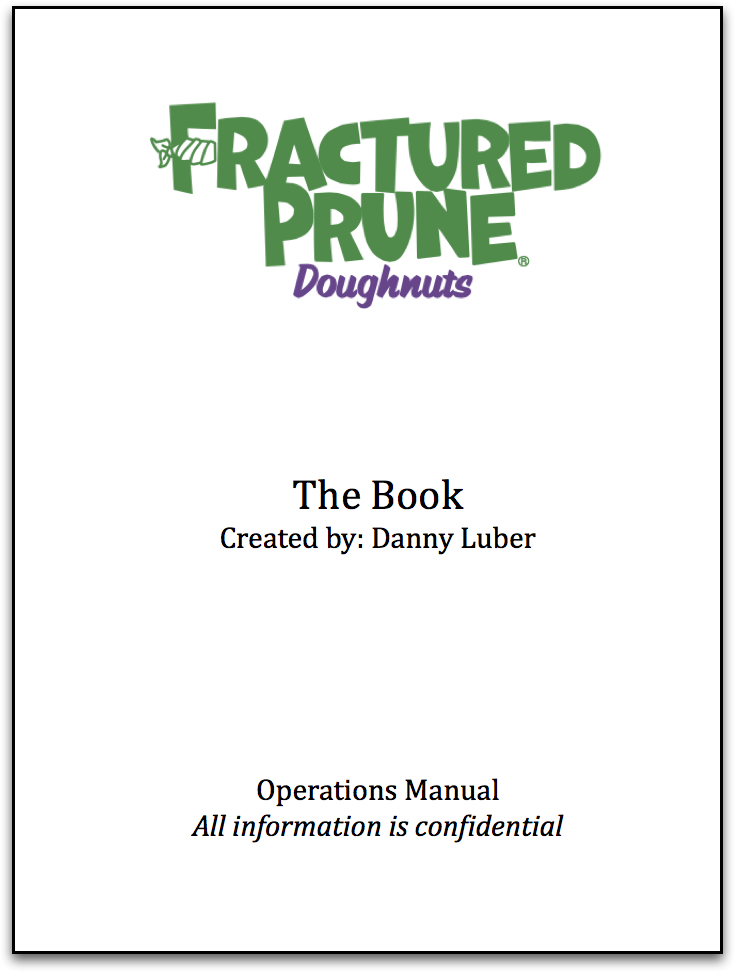 FRACTURED
PRUNE®
Doughnuts
The Book
Created by: Danny Luber
Operations Manual
All information is confidential